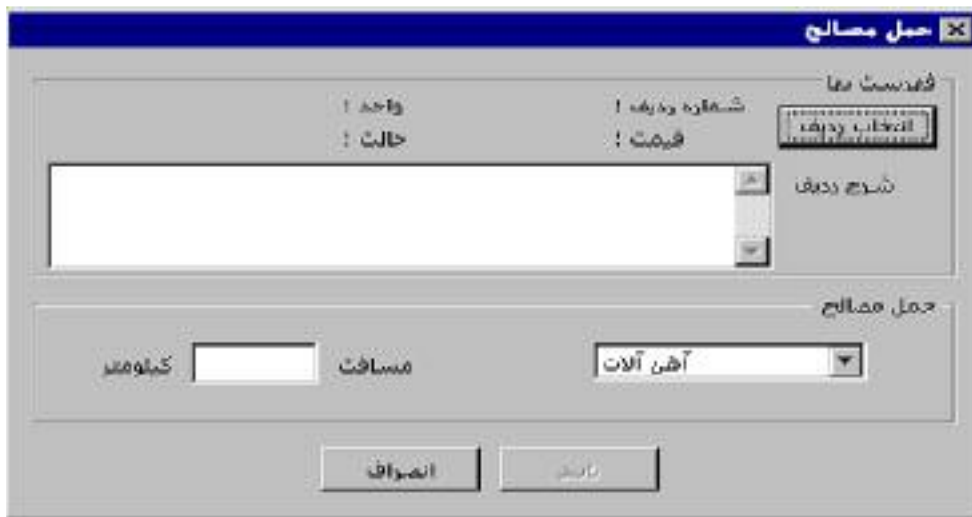 حمل مصالح
فهرست بها
شماره ردیف : واحد :
انتخاب ردیف
قیمت : حالت :
شرح ردیف
حمل مصالح
آهن آلات مسافت کیلومتر
تایید انصراف